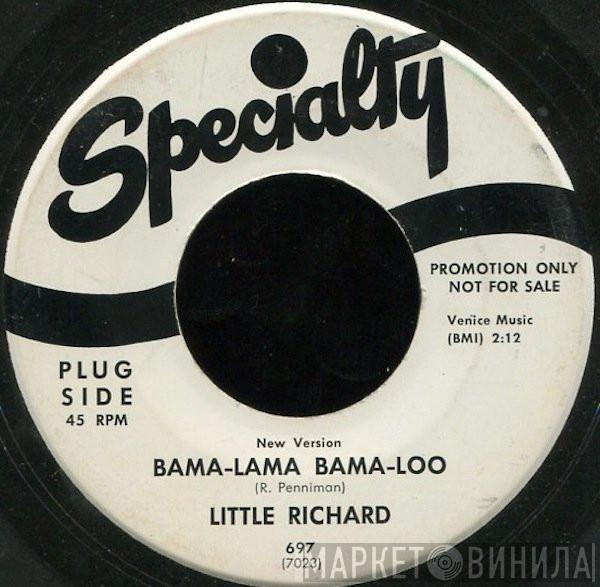 Specialty
PROMOTION ONLY
NOT FOR SALE
Venice Music
(BMI) 2:12
PLUG
SIDE
45 RPM
New Version
BAMA-LAMA BAMA-LOO
(R. Penniman)
LITTLE RICHARD
697
(7023)
МАРКЕТ ВИНИЛА